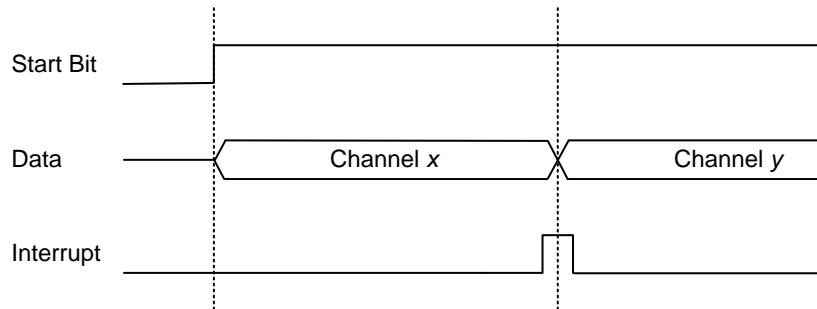 Start Bit
Data
Channel x
Channel y
Interrupt